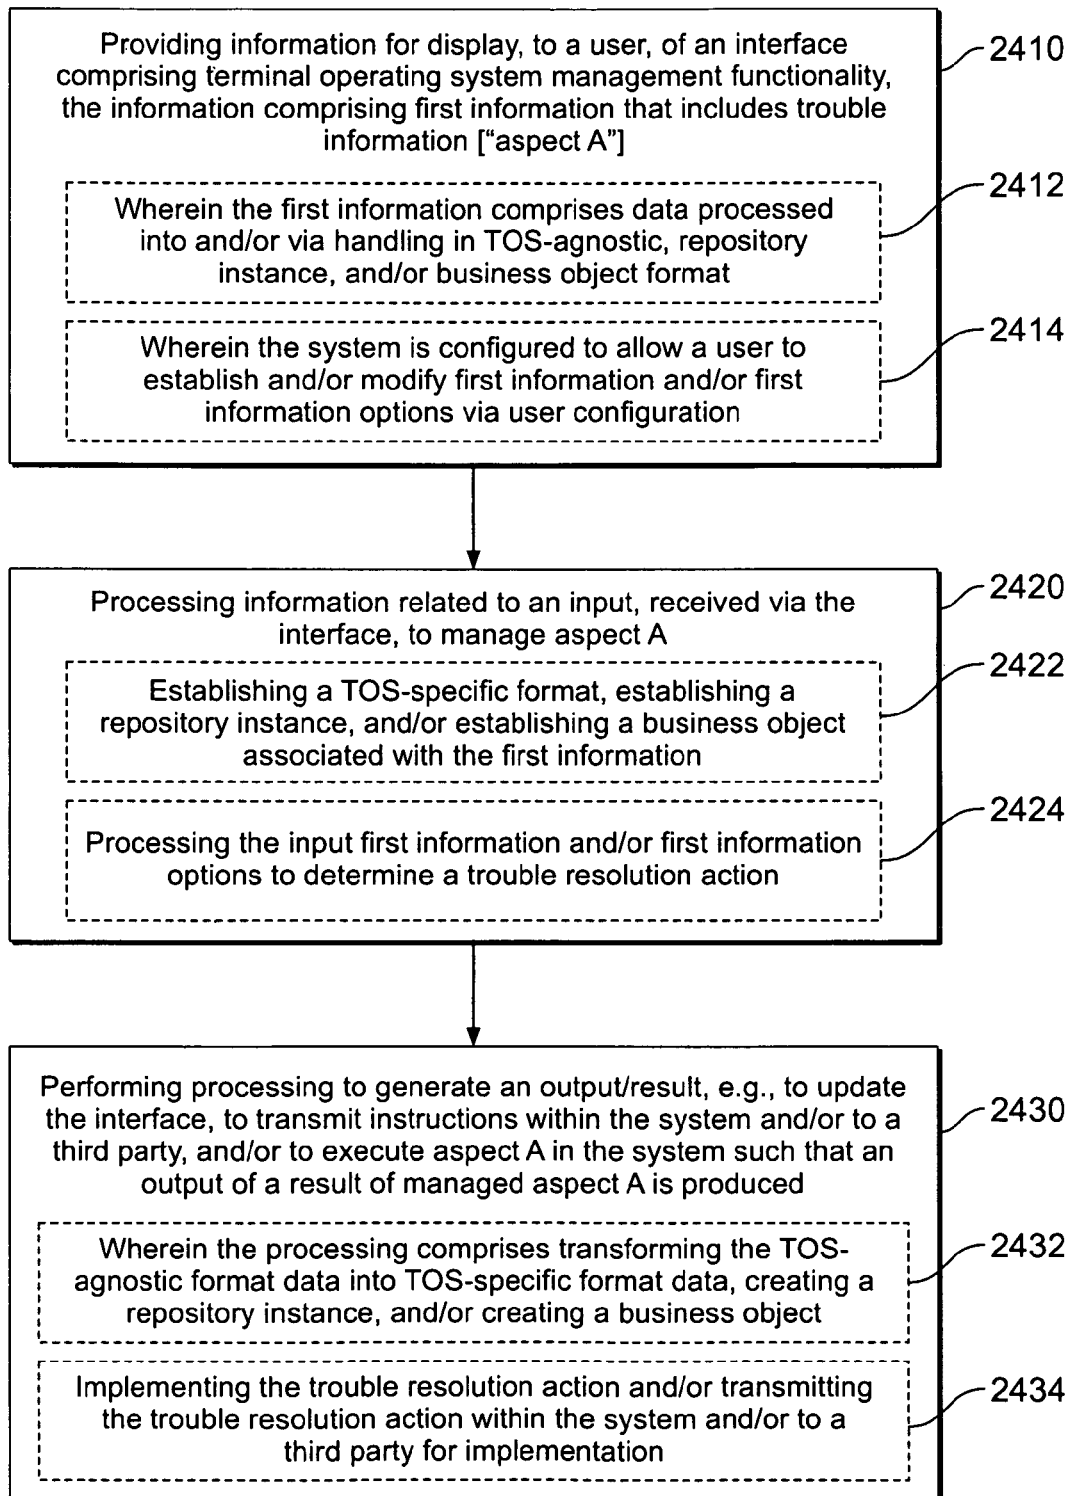 Providing information for display, to a user, of an interface
2410
comprising terminal operating system management functionality,
the information comprising first information that includes trouble
information ["aspect A"]
2412
Wherein the first information comprises data processed
into and/or via handling in TOS-agnostic, repository
instance, and/or business object format
2414
Wherein the system is configured to allow a user to
establish and/or modify first information and/or first
information options via user configuration
2420
Processing information related to an input, received via the
interface, to manage aspect A
2422
Establishing a TOS-specific format, establishing a
repository instance, and/or establishing a business object
associated with the first information
2424
Processing the input first information and/or first information
options to determine a trouble resolution action
Performing processing to generate an output/result, e.g., to update
2430
the interface, to transmit instructions within the system and/or to a
third party, and/or to execute aspect A in the system such that an
output of a result of managed aspect A is produced
2432
Wherein the processing comprises transforming the TOS-
agnostic format data into TOS-specific format data, creating a
repository instance, and/or creating a business object
2434
Implementing the trouble resolution action and/or transmitting
the trouble resolution action within the system and/or to a
third party for implementation